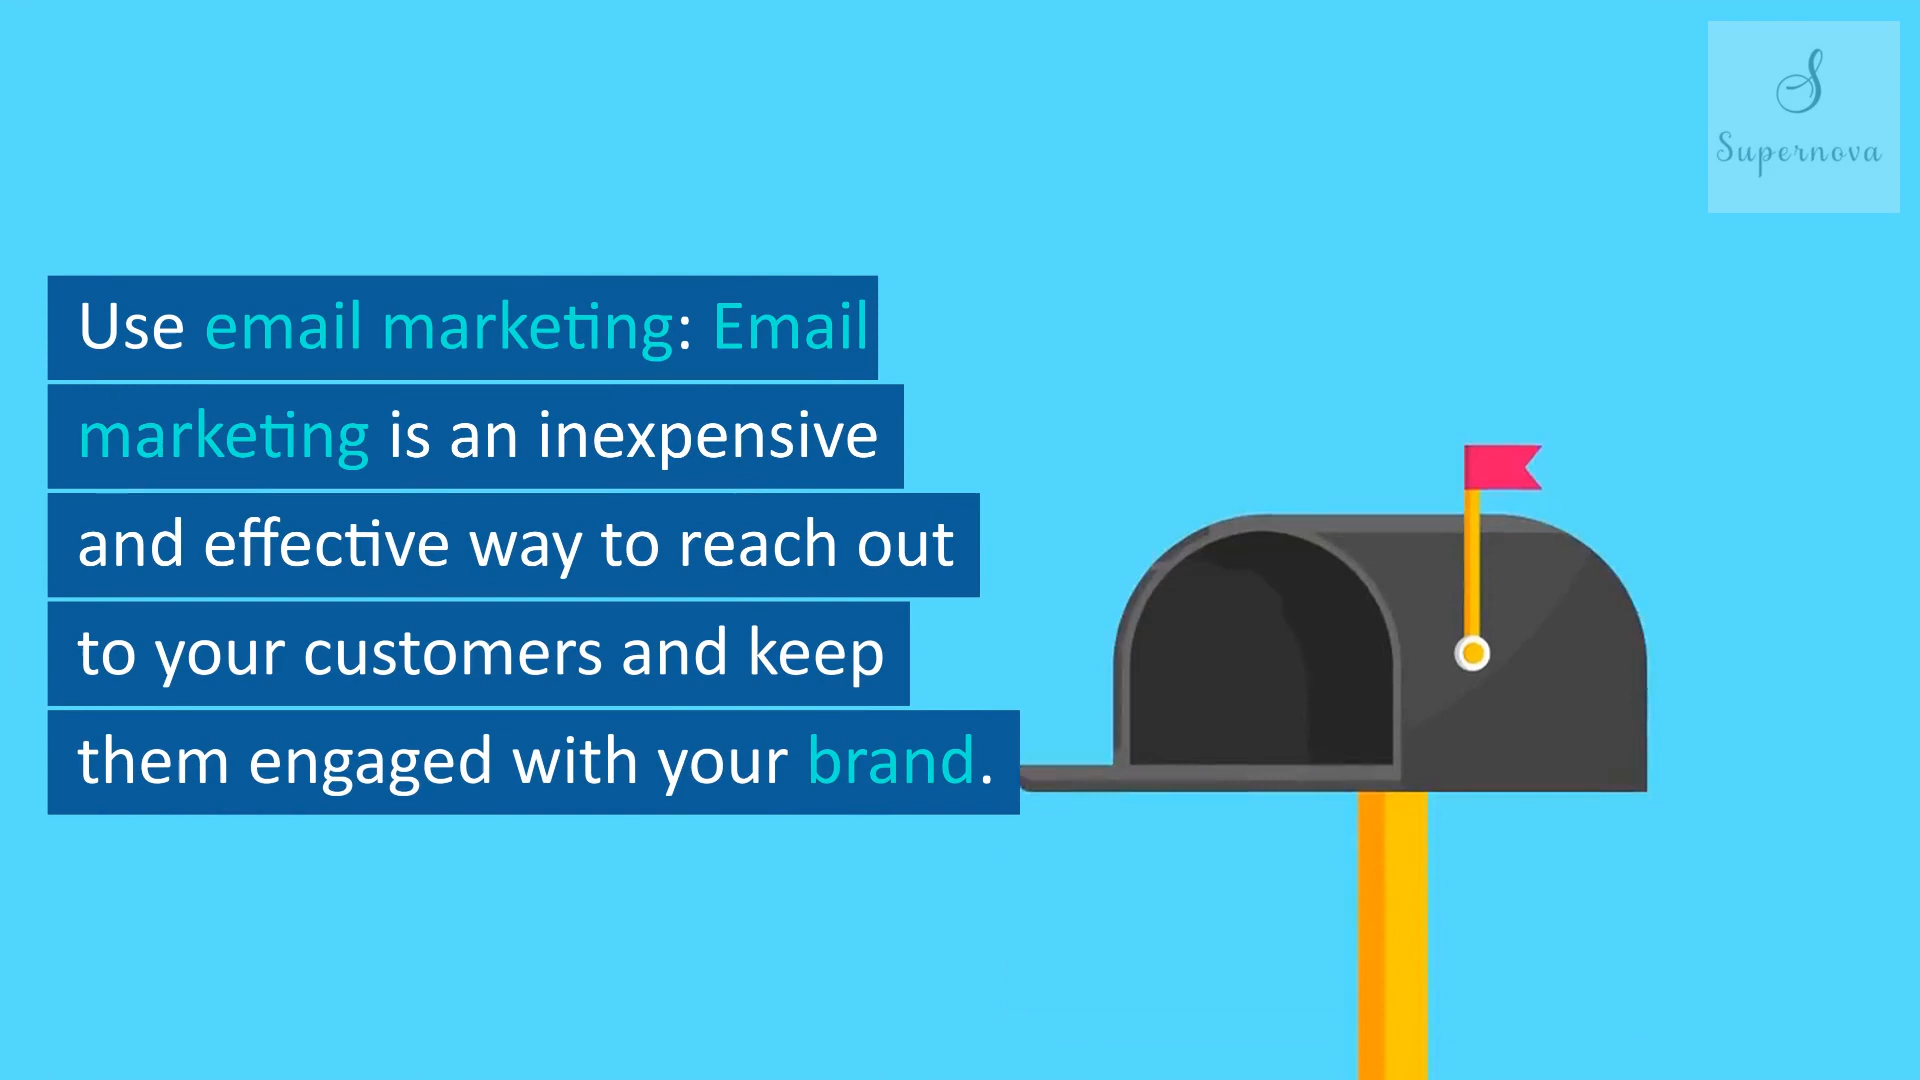 S
Supernova
Use email marketing: Email
marketing is an inexpensive
and effective way to reach out
to your customers and keep
them engaged with your brand.